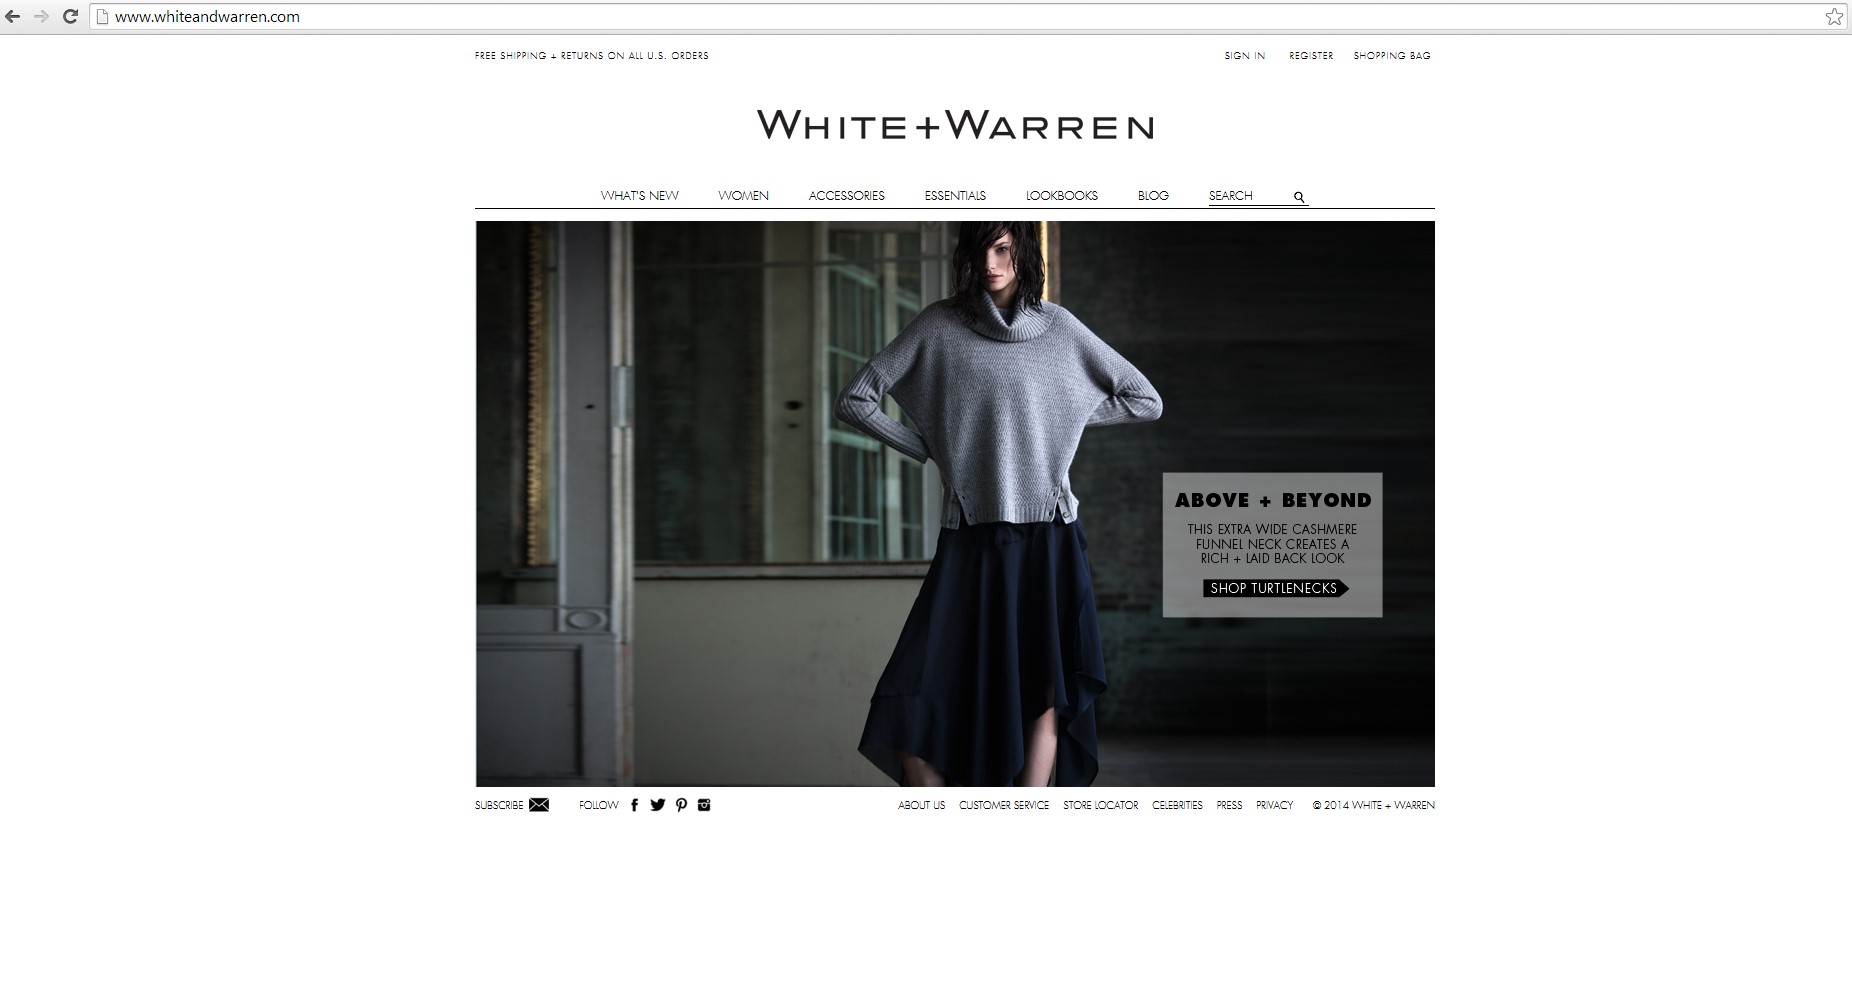 www.whiteandwarren.com
FREE SHIPPING + RETURNS ON ALL U.S. ORDERS
SIGN IN REGISTER SHOPPING BAG
WHITE+WARREN
WHAT'S NEW WOMEN ACCESSORIES ESSENTIALS LOOKBOOKS BLOG SEARCH
ABOVE + BEYOND
THIS EXTRA WIDE CASHMERE
FUNNEL NECK CREATES A
RICH + LAID BACK LOOK
SHOP TURTLENECKS
SUBSCRIBE FOLLOW ABOUT US CUSTOMER SERVICE STORE LOCATOR CELEBRITIES PRESS PRIVACY © 2014 WHITE + WARREN